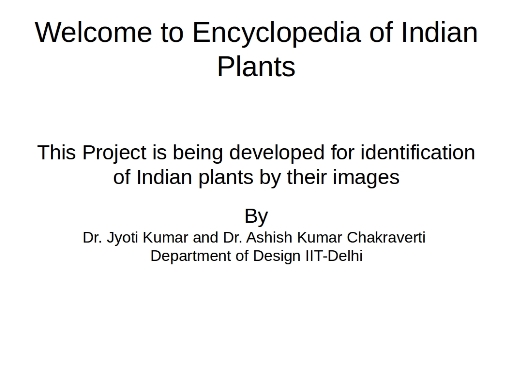 Welcome to Encyclopedia of Indian
Plants
This Project is being developed for identification
of Indian plants by their images
By
Dr. Jyoti Kumar and Dr. Ashish Kumar Chakraverti
Department of Design IIT-Delhi